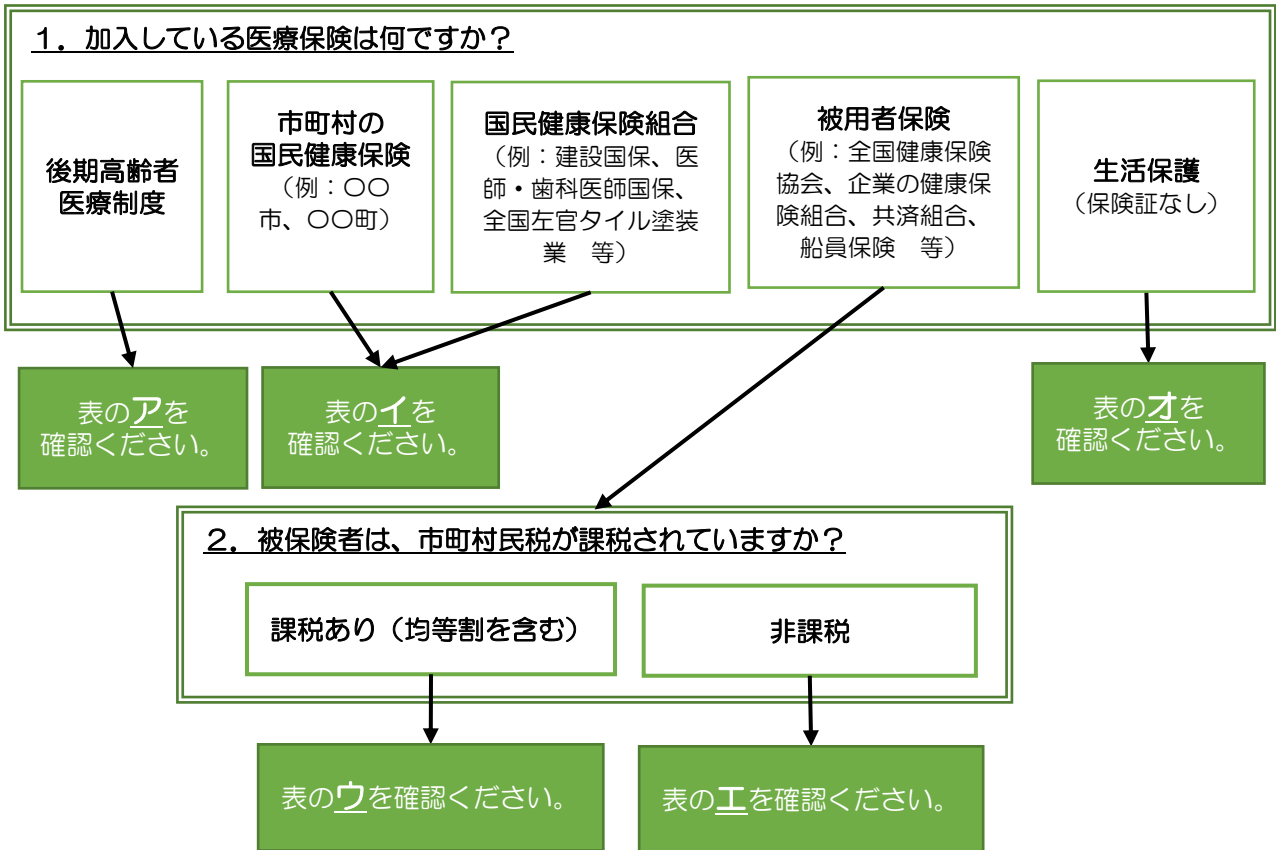 １．加入している医療保険は何ですか？
後期高齢者
医療制度
市町村の
国民健康保険
（例：〇〇
市、〇〇町）
国民健康保険組合
（例：建設国保、医
師・歯科医師国保、
全国左官タイル塗装
業　等）
被用者保険
（例：全国健康保険
協会、企業の健康保
険組合、共済組合、
船員保険　等）
生活保護
（保険証なし）
表のアを
確認ください。
表のイを
確認ください。
表のオを
確認ください。
２．被保険者は、市町村民税が課税されていますか？
課税あり（均等割を含む）
非課税
表のウを確認ください。
表のエを確認ください。